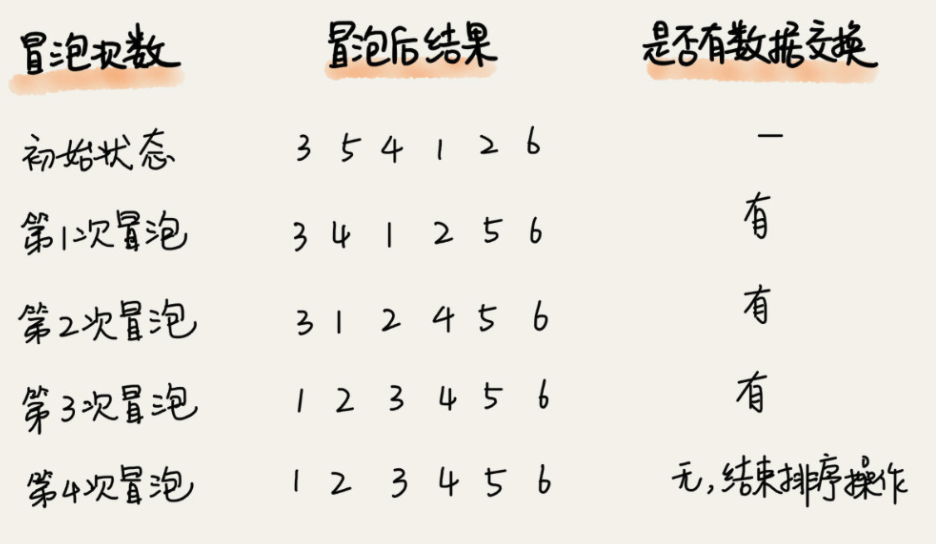 冒泡次数 冒泡后结果 是否有数据交换
初始状态 3 5 4 1 2 6 —
第1次冒泡 3 4 1 2 5 6 有
第2次冒泡 3 1 2 4 5 6 有
第3次冒泡 1 2 3 4 5 6 有
第4次冒泡 1 2 3 4 5 6 无,结束排序操作